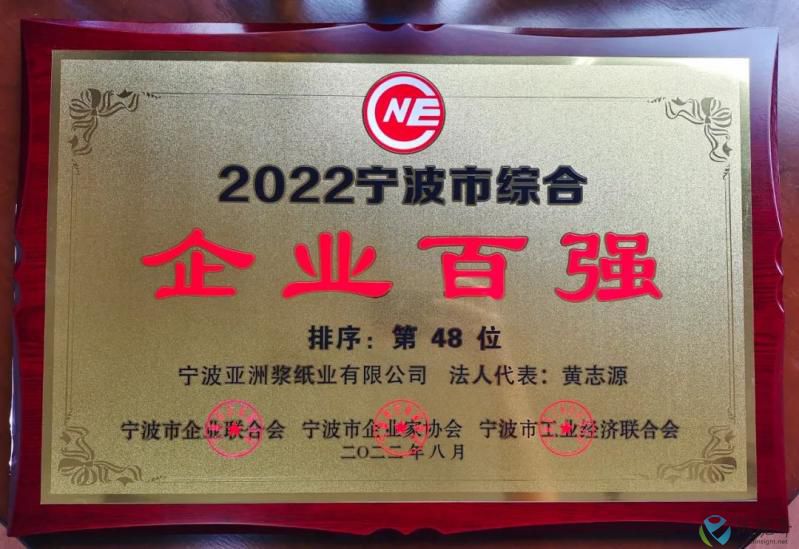 NE
2022宁波市综合
企业百强
排序：第 48 位
宁波亚洲浆纸业有限公司 法人代表：黄志源
宁波市企业联合会 宁波市企业家协会 宁波市工业经济联合会
二〇二二年八月